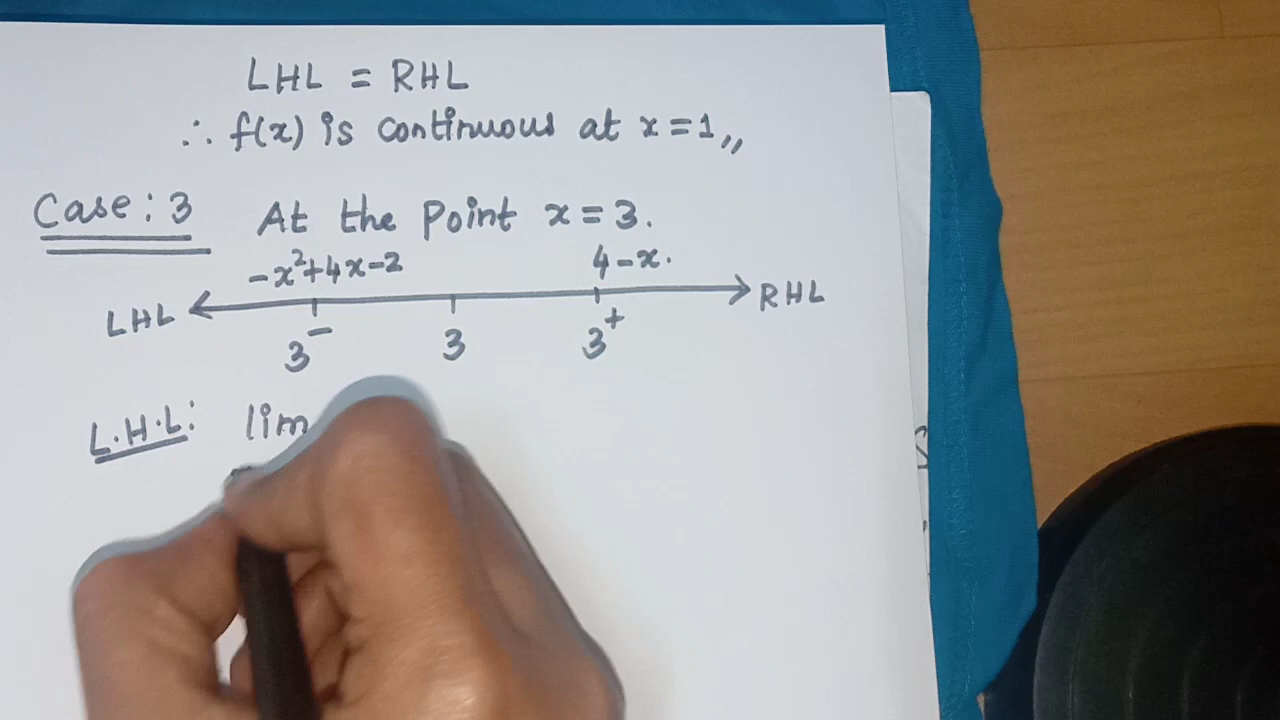 LHL = RHL
∴ f(x) is continuous at x=1,,
Case: 3 At the Point x=3.
-x²+4x-2 4-x.
LHL RHL
3⁻ 3 3⁺
L.H.L: lim